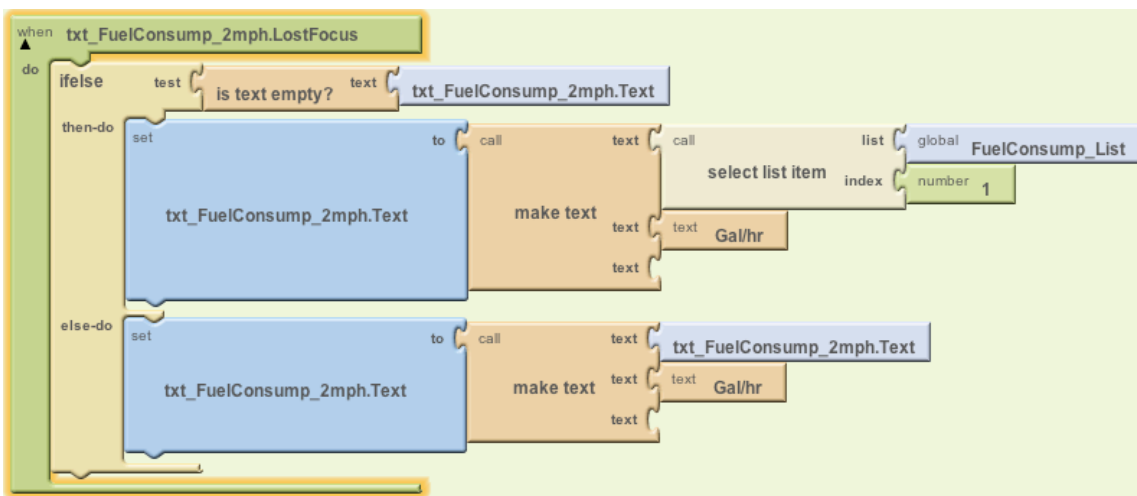 when txt_FuelConsump_2mph.LostFocus
do ifelse test is text empty? text txt_FuelConsump_2mph.Text
then-do set txt_FuelConsump_2mph.Text to call make text text call select list item list global FuelConsump_List
index number 1
text text Gal/hr
text
else-do set txt_FuelConsump_2mph.Text to call make text text txt_FuelConsump_2mph.Text
text text Gal/hr
text